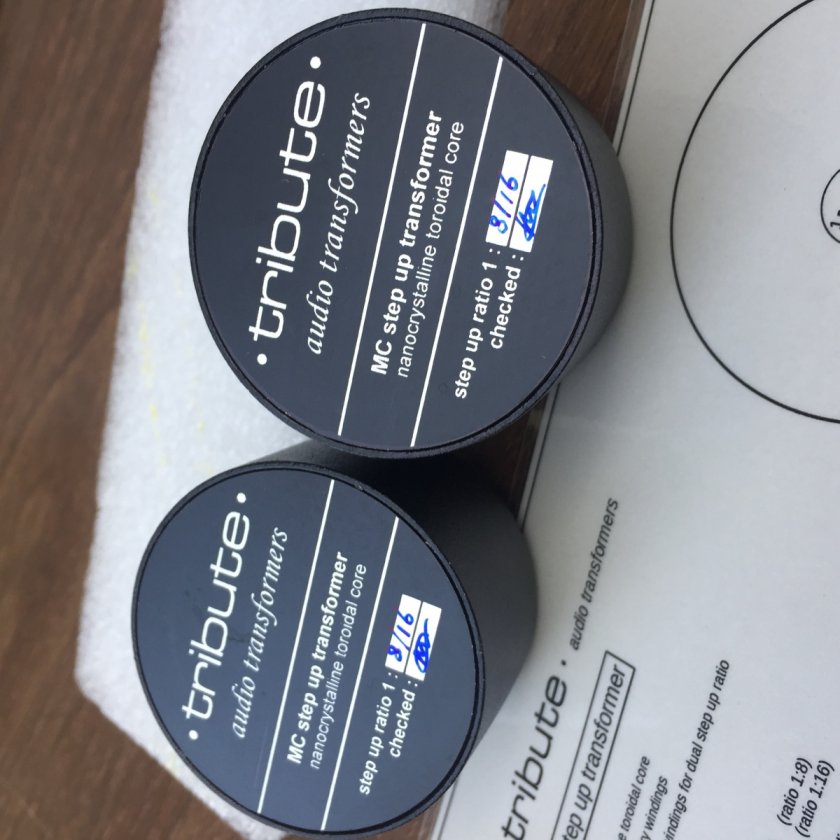 • tribute •
audio transformers
MC step up transformer
nanocrystalline toroidal core
step up ratio 1 : 8/16
checked :
• tribute •
audio transformers
MC step up transformer
nanocrystalline toroidal core
step up ratio 1 : 8/16
checked :
tribute • audio transformers
ep up transformer
toroidal core
windings
indings for dual step up ratio
(ratio 1:8)
(ratio 1:16)